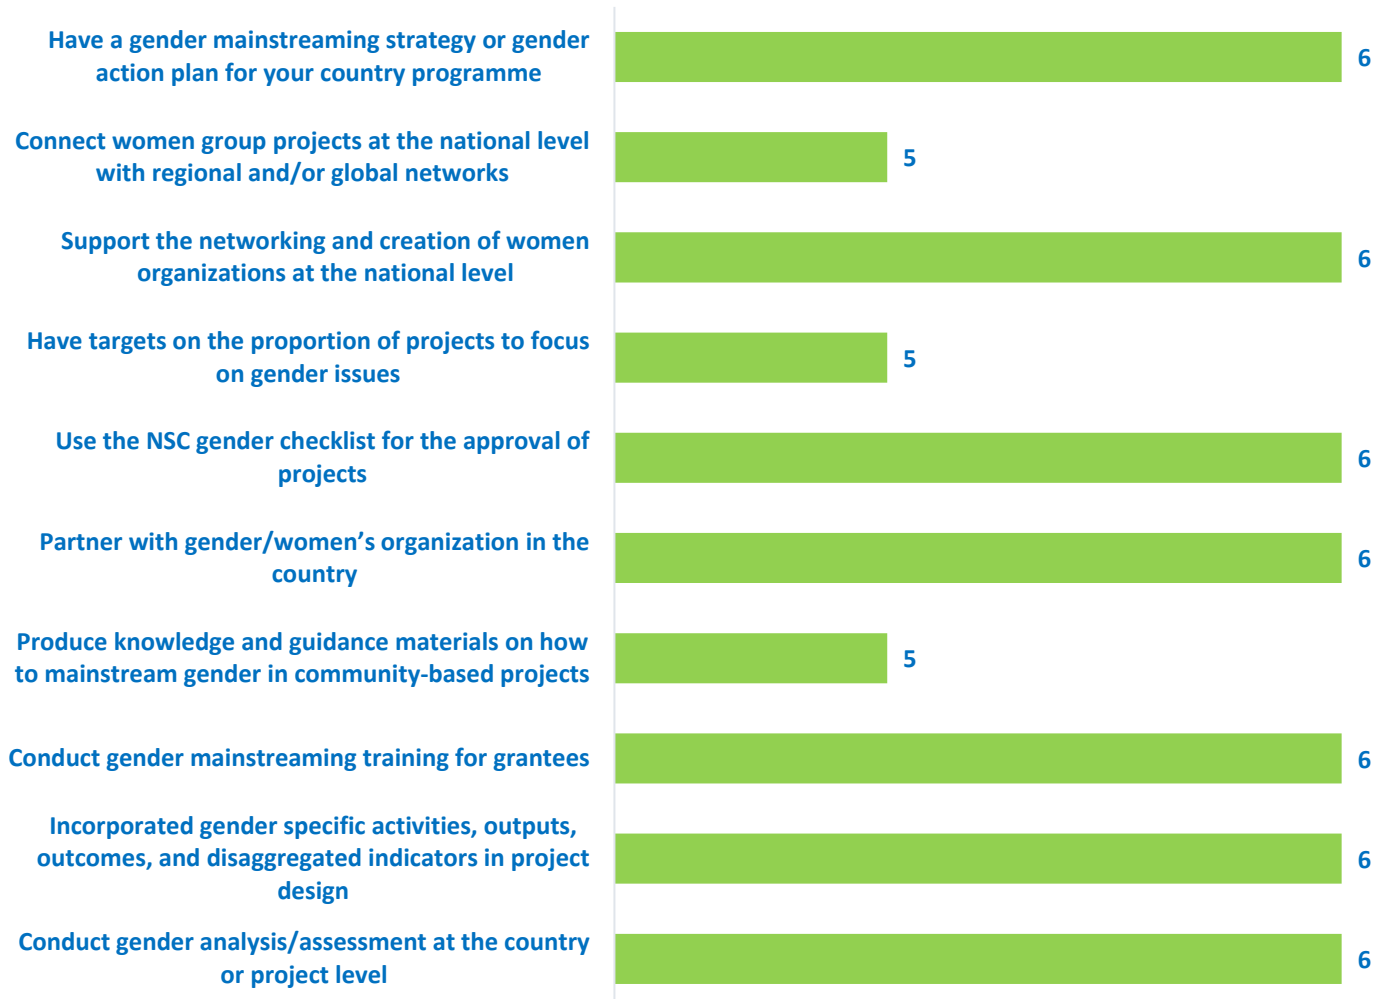 Have a gender mainstreaming strategy or gender
action plan for your country programme
6
Connect women group projects at the national level
with regional and/or global networks
5
Support the networking and creation of women
organizations at the national level
6
Have targets on the proportion of projects to focus
on gender issues
5
Use the NSC gender checklist for the approval of
projects
6
Partner with gender/women’s organization in the
country
6
Produce knowledge and guidance materials on how
to mainstream gender in community-based projects
5
Conduct gender mainstreaming training for grantees
6
Incorporated gender specific activities, outputs,
outcomes, and disaggregated indicators in project
design
6
Conduct gender analysis/assessment at the country
or project level
6